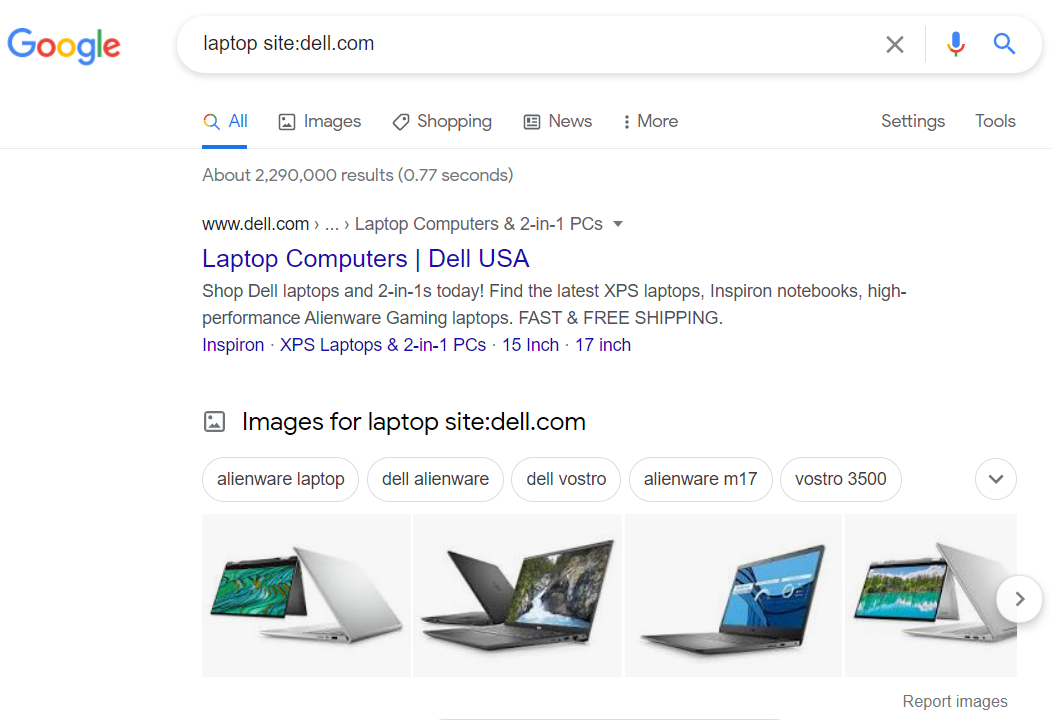 Google
laptop site:dell.com
All Images Shopping News More Settings Tools
About 2,290,000 results (0.77 seconds)
www.dell.com › ... › Laptop Computers & 2-in-1 PCs
Laptop Computers | Dell USA
Shop Dell laptops and 2-in-1s today! Find the latest XPS laptops, Inspiron notebooks, high-
performance Alienware Gaming laptops. FAST & FREE SHIPPING.
Inspiron · XPS Laptops & 2-in-1 PCs · 15 Inch · 17 inch
Images for laptop site:dell.com
alienware laptop dell alienware dell vostro alienware m17 vostro 3500
Report images